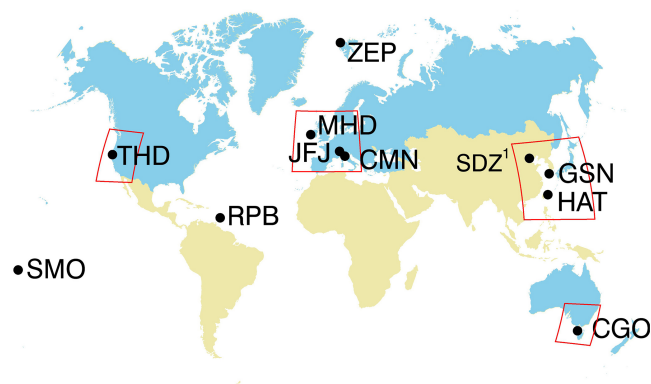 ZEP
MHD
THD
JFJ
CMN
SDZ¹
GSN
HAT
RPB
SMO
CGO